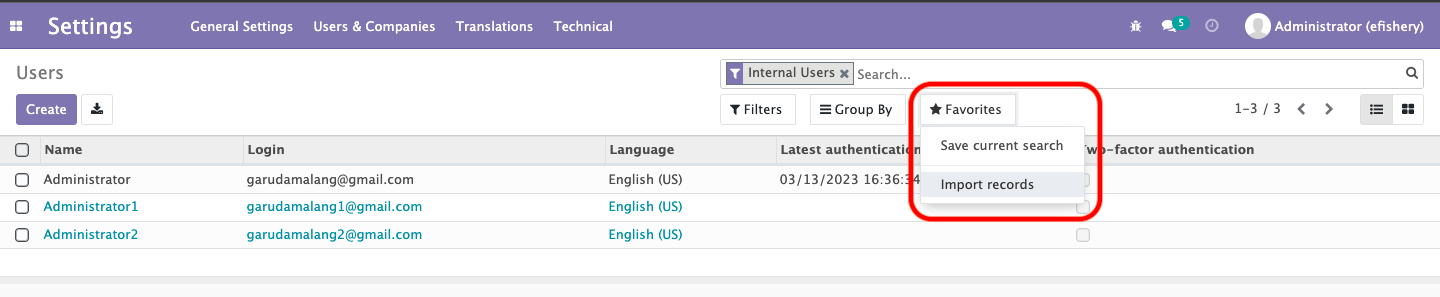 Settings General Settings Users & Companies Translations Technical 5 Administrator (efishery)
Users Internal Users × Search...
Create Filters Group By Favorites 1-3 / 3
Save current search
Import records
Name Login Language Latest authentication wo-factor authentication
Administrator garudamalang@gmail.com English (US) 03/13/2023 16:36:34
Administrator1 garudamalang1@gmail.com English (US)
Administrator2 garudamalang2@gmail.com English (US)